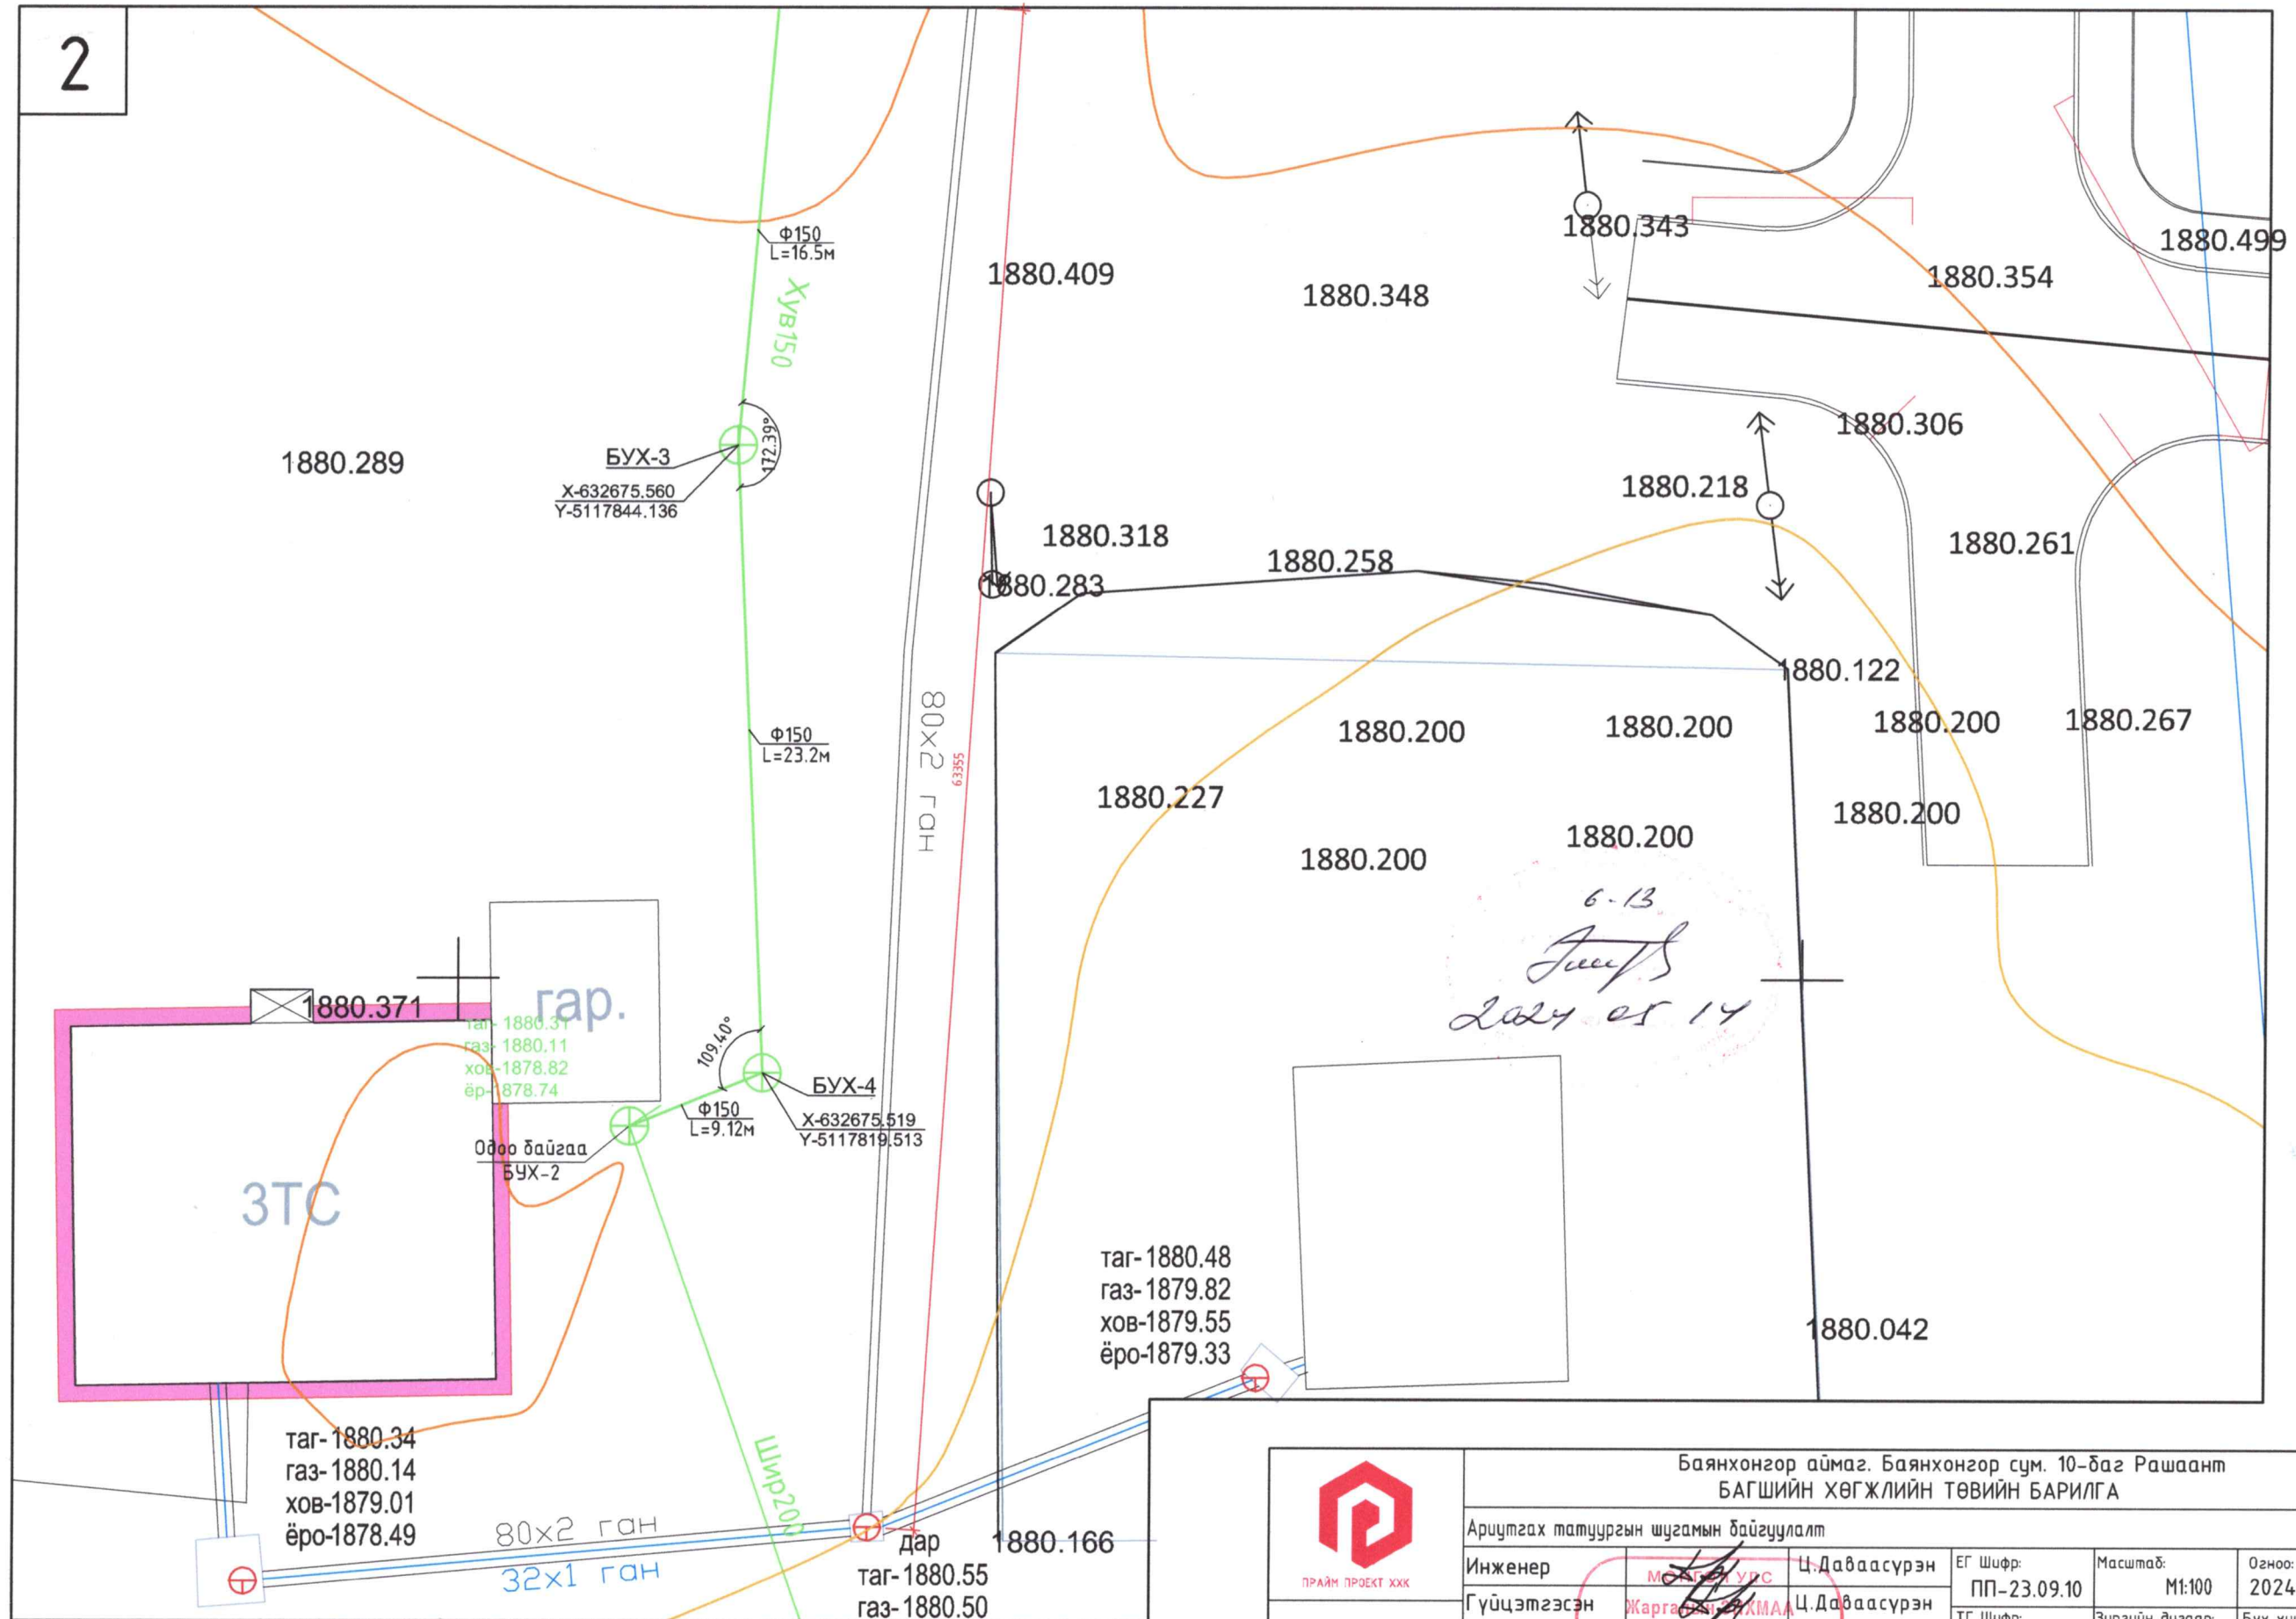 2
Ф150
L=16.5м
Хув150
1880.409
1880.348
1880.343
1880.354
1880.499
1880.289
БУХ-3
X-632675.560
Y-5117844.136
172.39°
1880.306
1880.218
1880.318
1880.258
1880.261
1880.283
1880.122
Ф150
L=23.2м
80x2 ган
63355
1880.200
1880.200
1880.200
1880.267
1880.227
1880.200
1880.200
1880.200
6-13
2024 05 14
1880.371
гар.
таг-1880.31
газ-1880.11
хов-1878.82
ёр-1878.74
109.40°
БУХ-4
X-632675.519
Y-5117819.513
Ф150
L=9.12м
Одоо байгаа
БУХ-2
3ТС
таг-1880.48
газ-1879.82
хов-1879.55
ёро-1879.33
1880.042
таг-1880.34
газ-1880.14
хов-1879.01
ёро-1878.49
Шир200
80x2 ган
32x1 ган
дар
таг-1880.55
газ-1880.50
1880.166
ПРАЙМ ПРОЕКТ ХХК
Баянхонгор аймаг. Баянхонгор сум. 10-баг Рашаант
БАГШИЙН ХӨГЖЛИЙН ТӨВИЙН БАРИЛГА
Ариутгах татуургын шугамын байгуулалт
Инженер
Ц.Даваасүрэн
ЕГ Шифр:
ПП-23.09.10
Масштаб:
М1:100
Огноо:
2024
Гүйцэтгэсэн
Ц.Даваасүрэн
МОНГОЛ УЛС